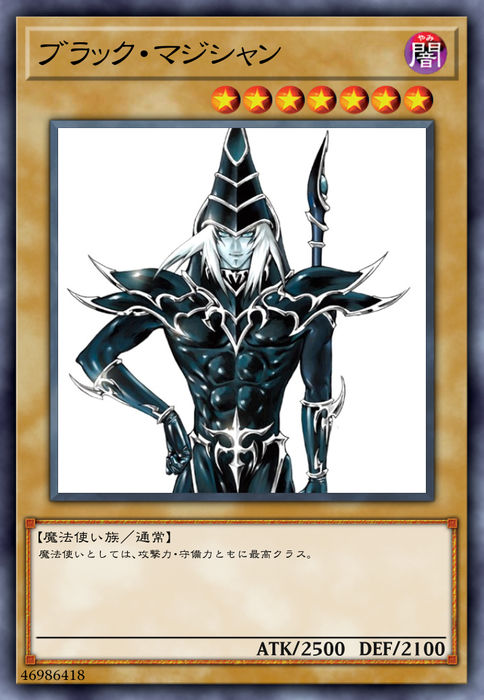 ブラック・マジシャン
やみ
闇
【魔法使い族／通常】
魔法使いとしては、攻撃力・守備力ともに最高クラス。
ATK/2500 DEF/2100
46986418